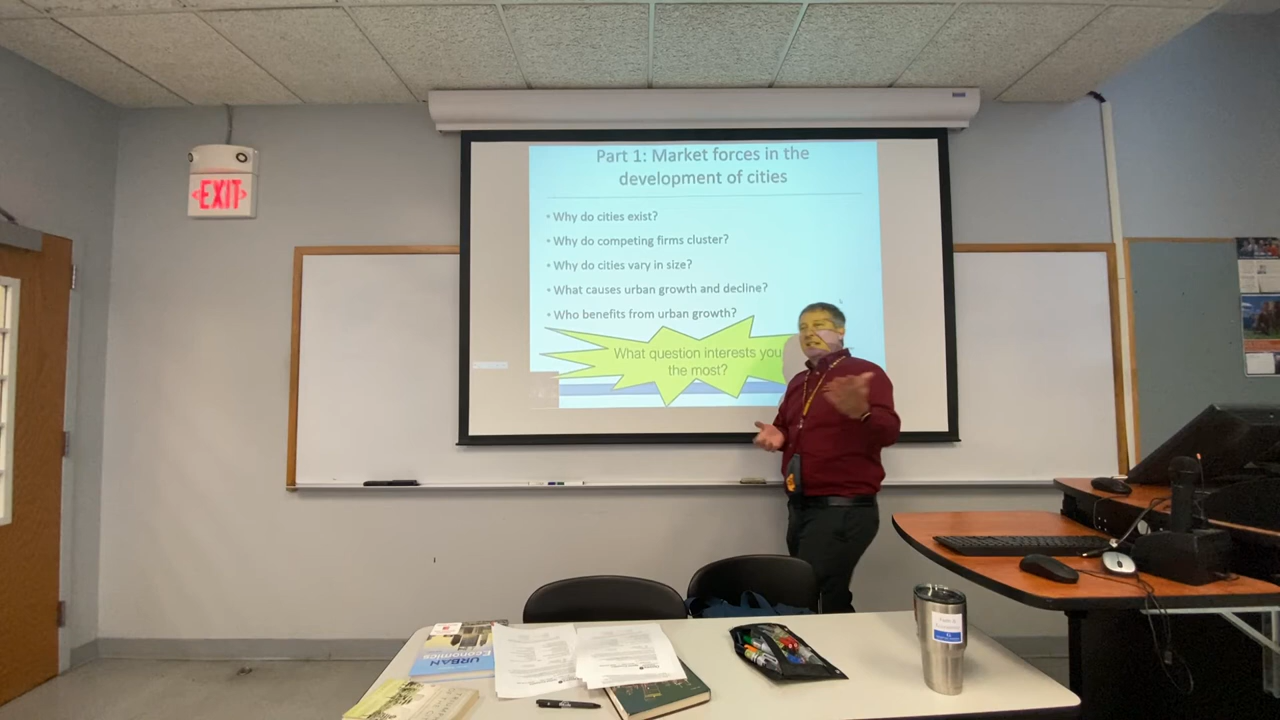 EXIT
Part 1: Market forces in the
development of cities
• Why do cities exist?
• Why do competing firms cluster?
• Why do cities vary in size?
• What causes urban growth and decline?
• Who benefits from urban growth?
What question interests you
the most?
URBAN
Economics